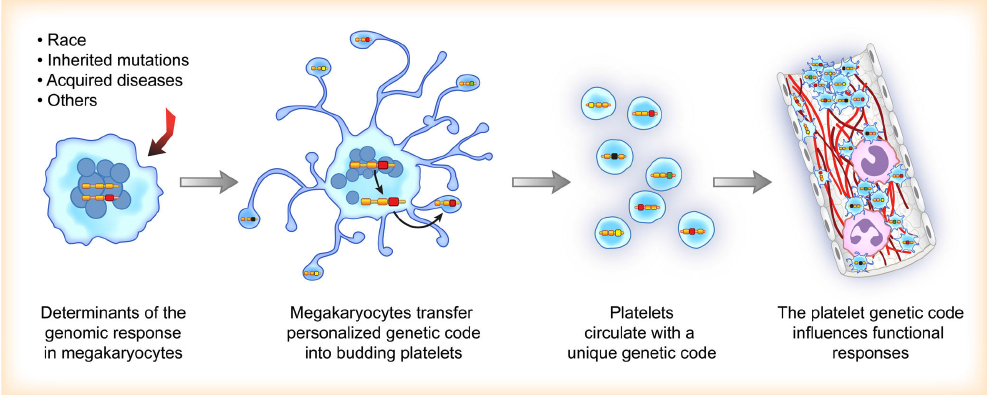 • Race
• Inherited mutations
• Acquired diseases
• Others
Determinants of the
genomic response
in megakaryocytes
Megakaryocytes transfer
personalized genetic code
into budding platelets
Platelets
circulate with a
unique genetic code
The platelet genetic code
influences functional
responses